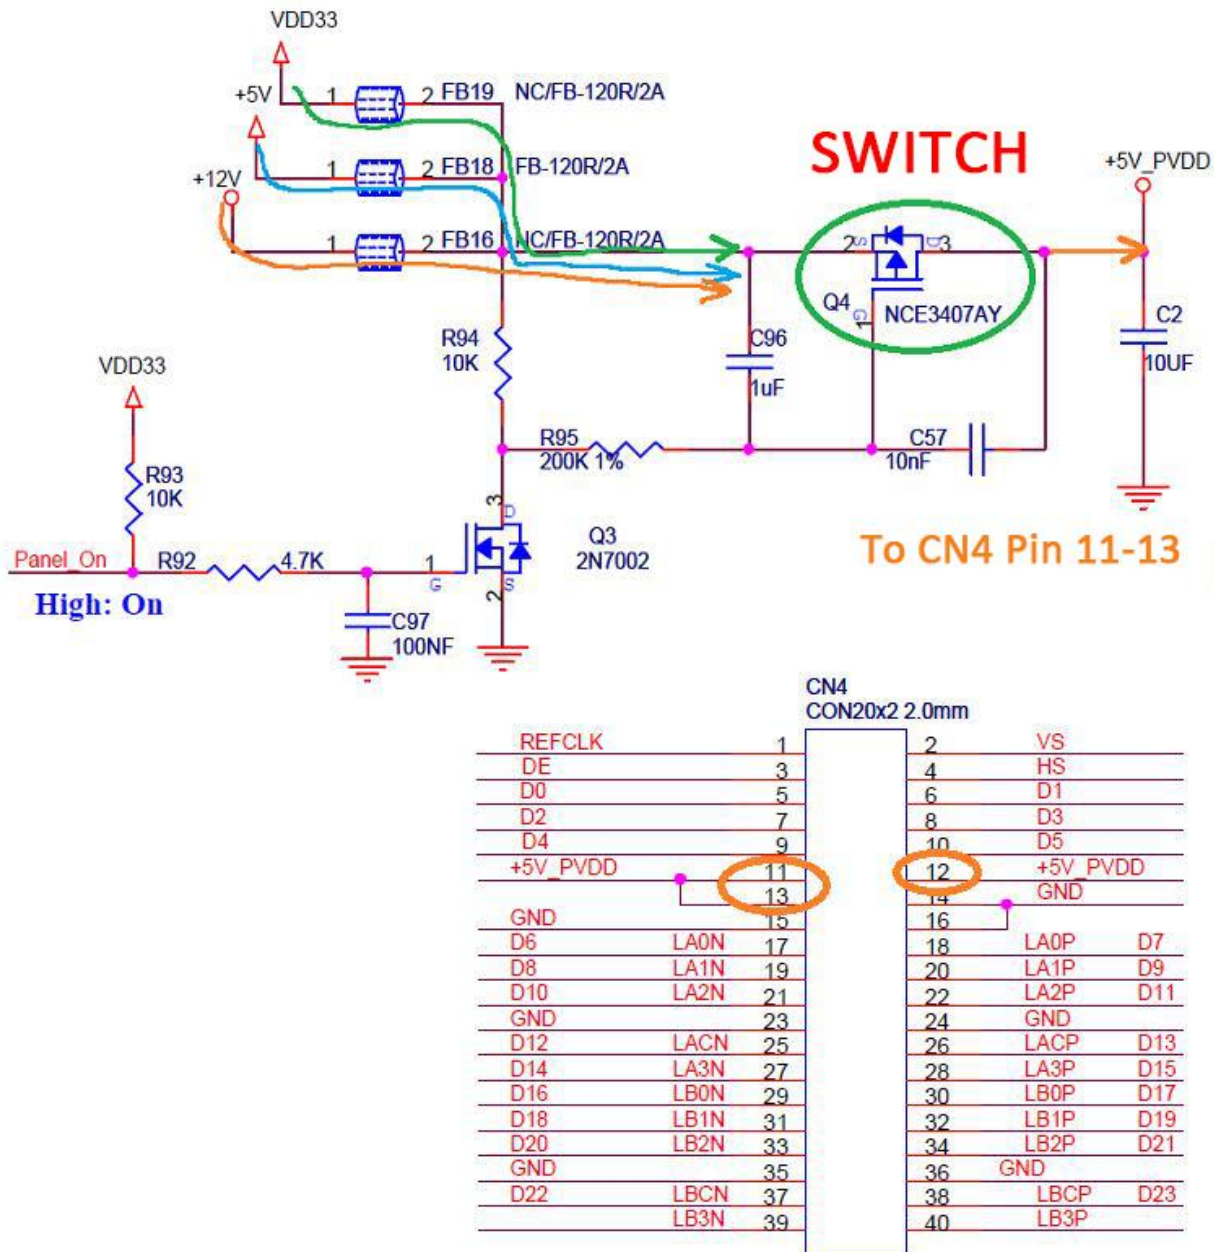 VDD33
+5V
1
2
FB19
NC/FB-120R/2A
SWITCH
+5V_PVDD
+12V
1
2
FB18
FB-120R/2A
1
2
FB16
NC/FB-120R/2A
2
S
D
3
Q4
G
1
NCE3407AY
C2
10UF
R94
10K
C96
1uF
VDD33
R93
10K
R95
200K 1%
C57
10nF
3
D
Q3
2N7002
To CN4 Pin 11-13
Panel_On
R92
4.7K
1
G
S
2
High: On
C97
100NF
CN4
CON20x2 2.0mm
REFCLK 1 2 VS
DE 3 4 HS
D0 5 6 D1
D2 7 8 D3
D4 9 10 D5
+5V_PVDD 11 12 +5V_PVDD
13 14 GND
GND 15 16
D6 LA0N 17 18 LA0P D7
D8 LA1N 19 20 LA1P D9
D10 LA2N 21 22 LA2P D11
GND 23 24 GND
D12 LACN 25 26 LACP D13
D14 LA3N 27 28 LA3P D15
D16 LB0N 29 30 LB0P D17
D18 LB1N 31 32 LB1P D19
D20 LB2N 33 34 LB2P D21
GND 35 36 GND
D22 LBCN 37 38 LBCP D23
LB3N 39 40 LB3P